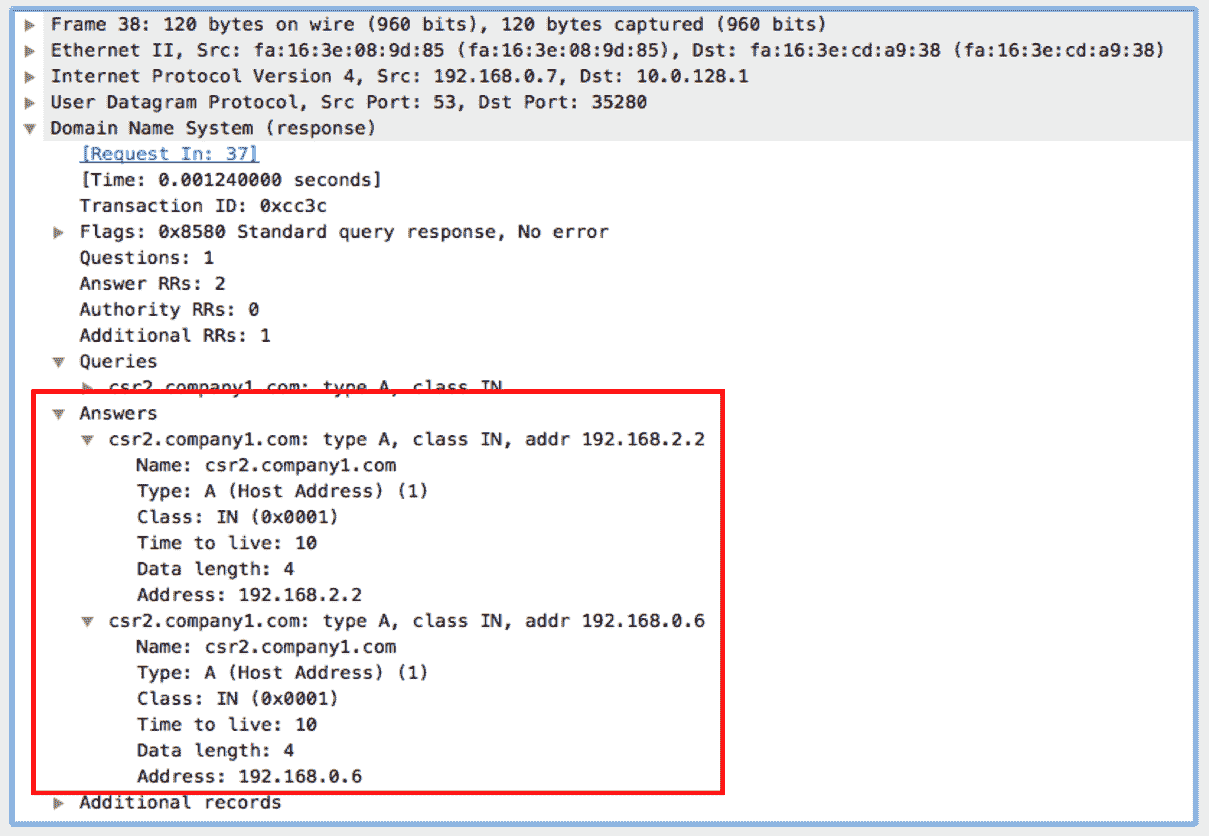 Frame 38: 120 bytes on wire (960 bits), 120 bytes captured (960 bits)
Ethernet II, Src: fa:16:3e:08:9d:85 (fa:16:3e:08:9d:85), Dst: fa:16:3e:cd:a9:38 (fa:16:3e:cd:a9:38)
Internet Protocol Version 4, Src: 192.168.0.7, Dst: 10.0.128.1
User Datagram Protocol, Src Port: 53, Dst Port: 35280
Domain Name System (response)
[Request In: 37]
[Time: 0.001240000 seconds]
Transaction ID: 0xcc3c
Flags: 0x8580 Standard query response, No error
Questions: 1
Answer RRs: 2
Authority RRs: 0
Additional RRs: 1
Queries
csr2.company1.com: type A, class IN
Answers
csr2.company1.com: type A, class IN, addr 192.168.2.2
Name: csr2.company1.com
Type: A (Host Address) (1)
Class: IN (0x0001)
Time to live: 10
Data length: 4
Address: 192.168.2.2
csr2.company1.com: type A, class IN, addr 192.168.0.6
Name: csr2.company1.com
Type: A (Host Address) (1)
Class: IN (0x0001)
Time to live: 10
Data length: 4
Address: 192.168.0.6
Additional records